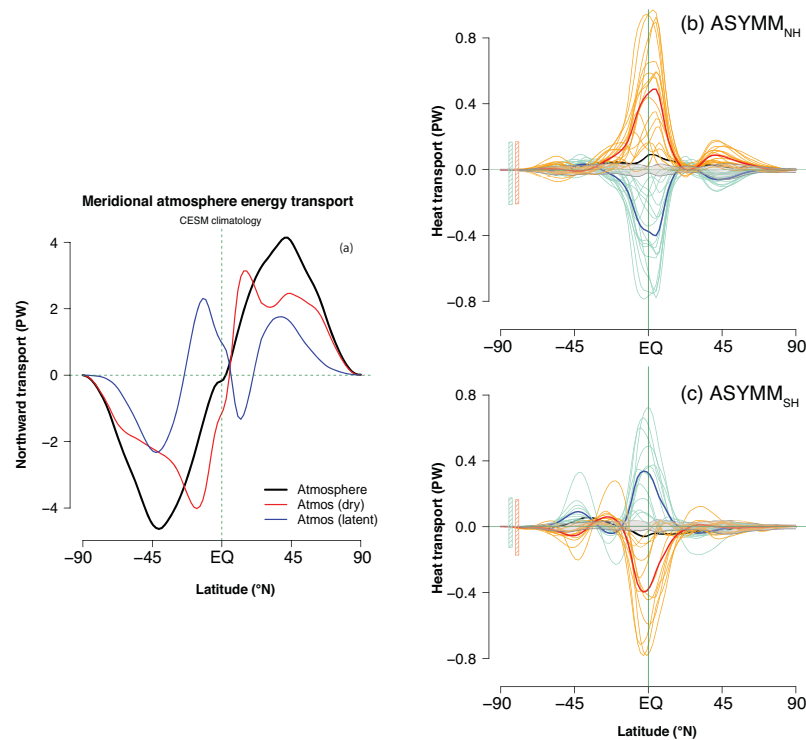 Meridional atmosphere energy transport
CESM climatology
(a)
Northward transport (PW)
4
2
0
−2
−4
Atmosphere
Atmos (dry)
Atmos (latent)
−90
−45
EQ
45
90
Latitude (°N)
(b) ASYMM_NH
Heat transport (PW)
0.8
0.4
0.0
−0.4
−0.8
−90
−45
EQ
45
90
(c) ASYMM_SH
Heat transport (PW)
0.8
0.4
0.0
−0.4
−0.8
−90
−45
EQ
45
90
Latitude (°N)